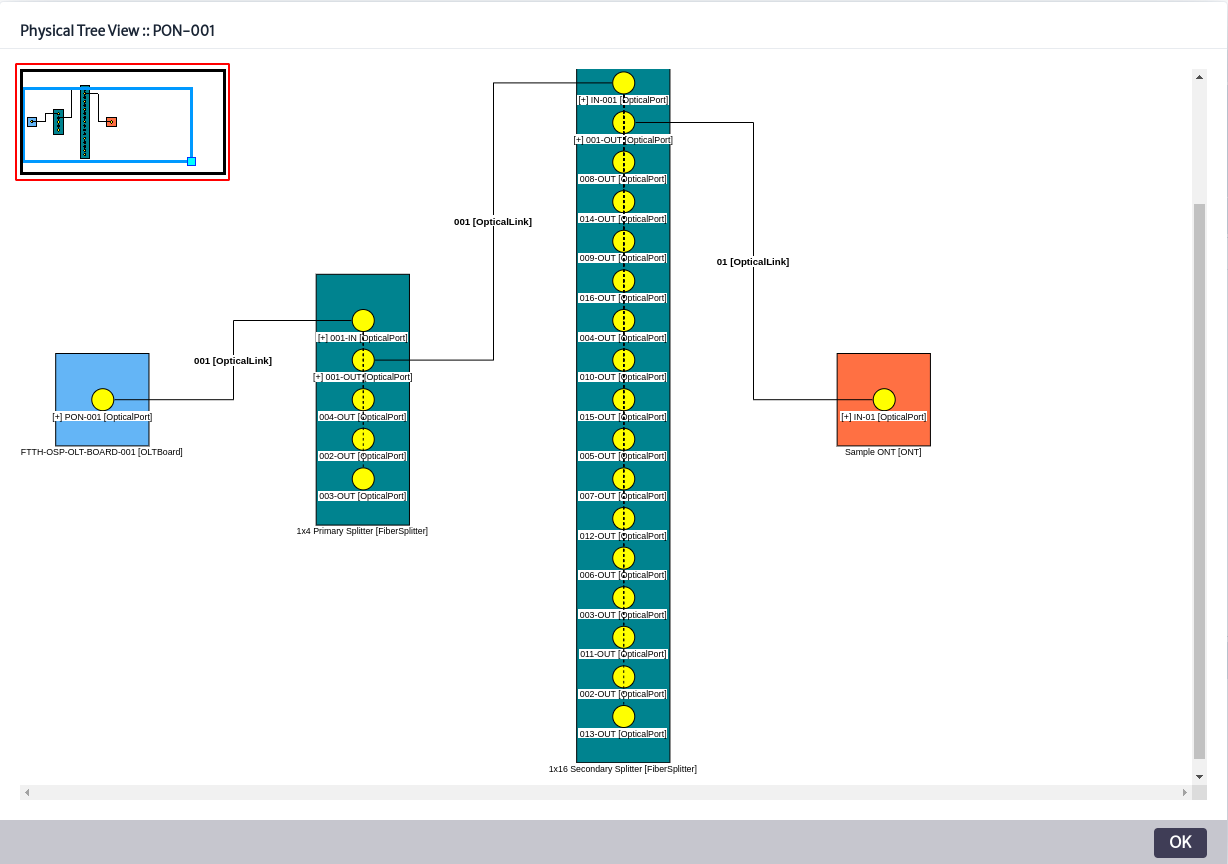 Physical Tree View :: PON-001
[+] IN-001 [OpticalPort]
[+] 001-OUT [OpticalPort]
008-OUT [OpticalPort]
014-OUT [OpticalPort]
001 [OpticalLink]
009-OUT [OpticalPort]
01 [OpticalLink]
016-OUT [OpticalPort]
[+] 001-IN [OpticalPort]
004-OUT [OpticalPort]
001 [OpticalLink]
[+] 001-OUT [OpticalPort]
010-OUT [OpticalPort]
[+] PON-001 [OpticalPort]
004-OUT [OpticalPort]
015-OUT [OpticalPort]
[+] IN-01 [OpticalPort]
FTTH-OSP-OLT-BOARD-001 [OLTBoard]
002-OUT [OpticalPort]
005-OUT [OpticalPort]
Sample ONT [ONT]
003-OUT [OpticalPort]
007-OUT [OpticalPort]
1x4 Primary Splitter [FiberSplitter]
012-OUT [OpticalPort]
006-OUT [OpticalPort]
003-OUT [OpticalPort]
011-OUT [OpticalPort]
002-OUT [OpticalPort]
013-OUT [OpticalPort]
1x16 Secondary Splitter [FiberSplitter]
OK